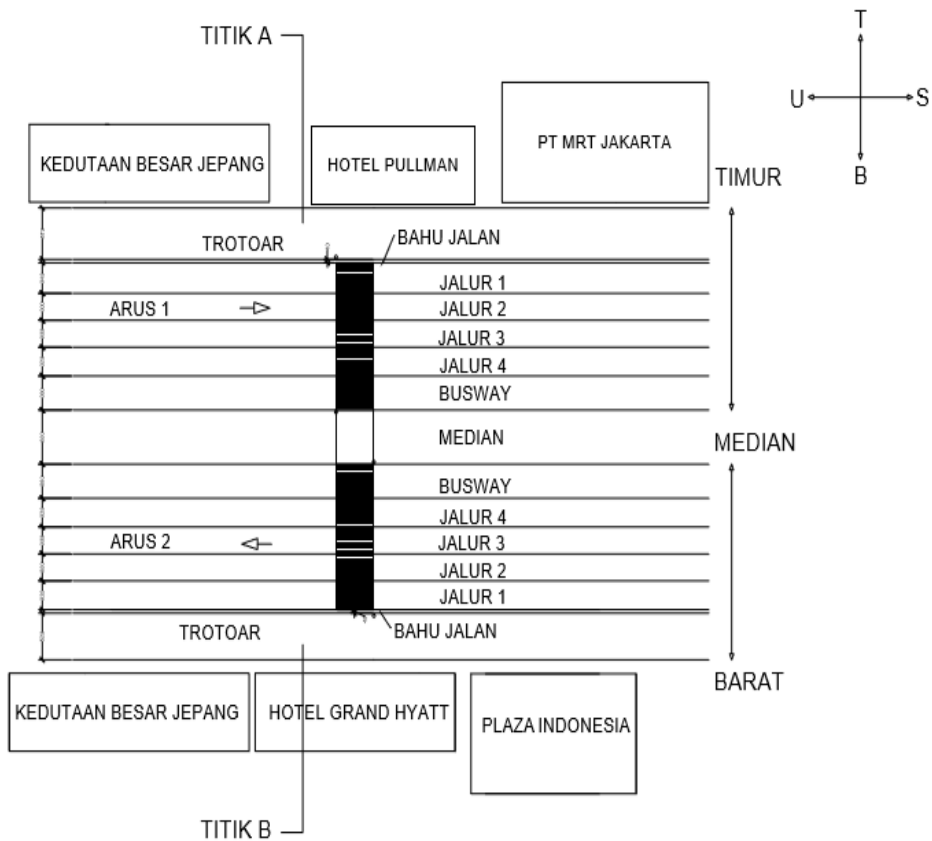 TITIK A
T
U
S
B
KEDUTAAN BESAR JEPANG
HOTEL PULLMAN
PT MRT JAKARTA
TIMUR
TROTOAR
BAHU JALAN
JALUR 1
ARUS 1
JALUR 2
JALUR 3
JALUR 4
BUSWAY
MEDIAN
MEDIAN
BUSWAY
JALUR 4
ARUS 2
JALUR 3
JALUR 2
JALUR 1
TROTOAR
BAHU JALAN
BARAT
KEDUTAAN BESAR JEPANG
HOTEL GRAND HYATT
PLAZA INDONESIA
TITIK B